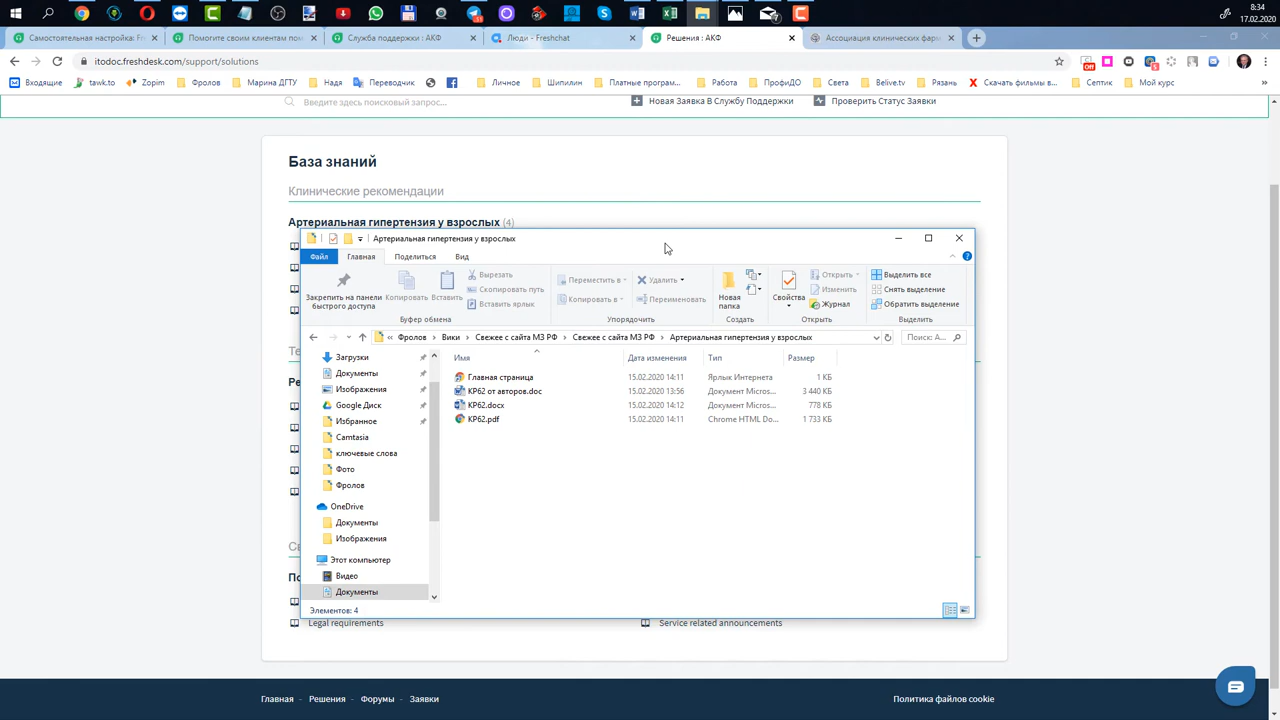 8:34
17.02.2020
Самостоятельная настройка: Fre
Помогите своим клиентам пом
Служба поддержки : АКФ
Люди - Freshchat
Решения : АКФ
Ассоциация клинических фарм
itodoc.freshdesk.com/support/solutions
Off
Входящие
tawk.to
Zopim
Фролов
Марина ДГТУ
Надя
Переводчик
Личное
Шипилин
Платные програм...
Работа
ПрофиДО
Света
Belive.tv
Рязань
Скачать фильмы в...
Септик
Мой курс
»
Введите здесь поисковый запрос...
Новая Заявка В Службу Поддержки
Проверить Статус Заявки
База знаний
Клинические рекомендации
Артериальная гипертензия у взрослых (4)
Артериальная гипертензия у взрослых
Файл
Главная
Поделиться
Вид
Закрепить на панели быстрого доступа
Копировать
Вставить
Вырезать
Скопировать путь
Вставить ярлык
Буфер обмена
Переместить в
Копировать в
Удалить
Переименовать
Упорядочить
Новая папка
Создать
Свойства
Открыть
Изменить
Журнал
Открыть
Выделить все
Снять выделение
Обратить выделение
Выделить
« Фролов > Вики > Свежее с сайта МЗ РФ > Свежее с сайта МЗ РФ > Артериальная гипертензия у взрослых
Поиск: А...
Имя
Дата изменения
Тип
Размер
Главная страница 15.02.2020 14:11 Ярлык Интернета 1 КБ
КР62 от авторов.doc 15.02.2020 13:56 Документ Micros... 3 440 КБ
КР62.docx 15.02.2020 14:12 Документ Micros... 778 КБ
КР62.pdf 15.02.2020 14:11 Chrome HTML Do... 1 733 КБ
Загрузки
Документы
Изображения
Google Диск
Избранное
Camtasia
ключевые слова
Фото
Фролов
OneDrive
Документы
Изображения
Этот компьютер
Видео
Документы
Элементов: 4
Legal requirements
Service related announcements
Главная
Решения
Форумы
Заявки
Политика файлов cookie